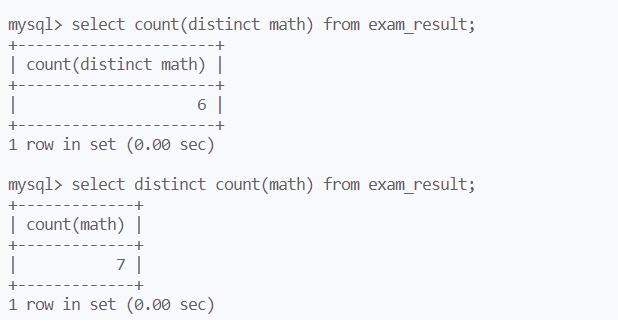 mysql> select count(distinct math) from exam_result;
+----------------------+
| count(distinct math) |
+----------------------+
|                    6 |
+----------------------+
1 row in set (0.00 sec)

mysql> select distinct count(math) from exam_result;
+-------------+
| count(math) |
+-------------+
|           7 |
+-------------+
1 row in set (0.00 sec)